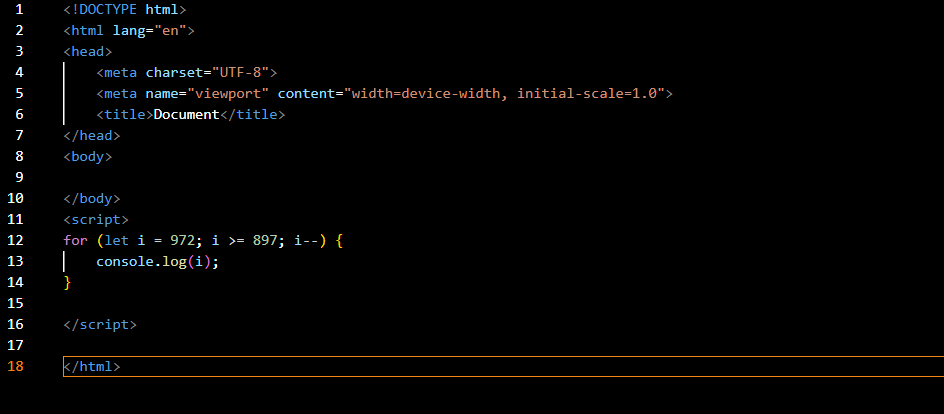 1 <!DOCTYPE html>
2 <html lang="en">
3 <head>
4     <meta charset="UTF-8">
5     <meta name="viewport" content="width=device-width, initial-scale=1.0">
6     <title>Document</title>
7 </head>
8 <body>
9
10 </body>
11 <script>
12 for (let i = 972; i >= 897; i--) {
13     console.log(i);
14 }
15
16 </script>
17
18 </html>